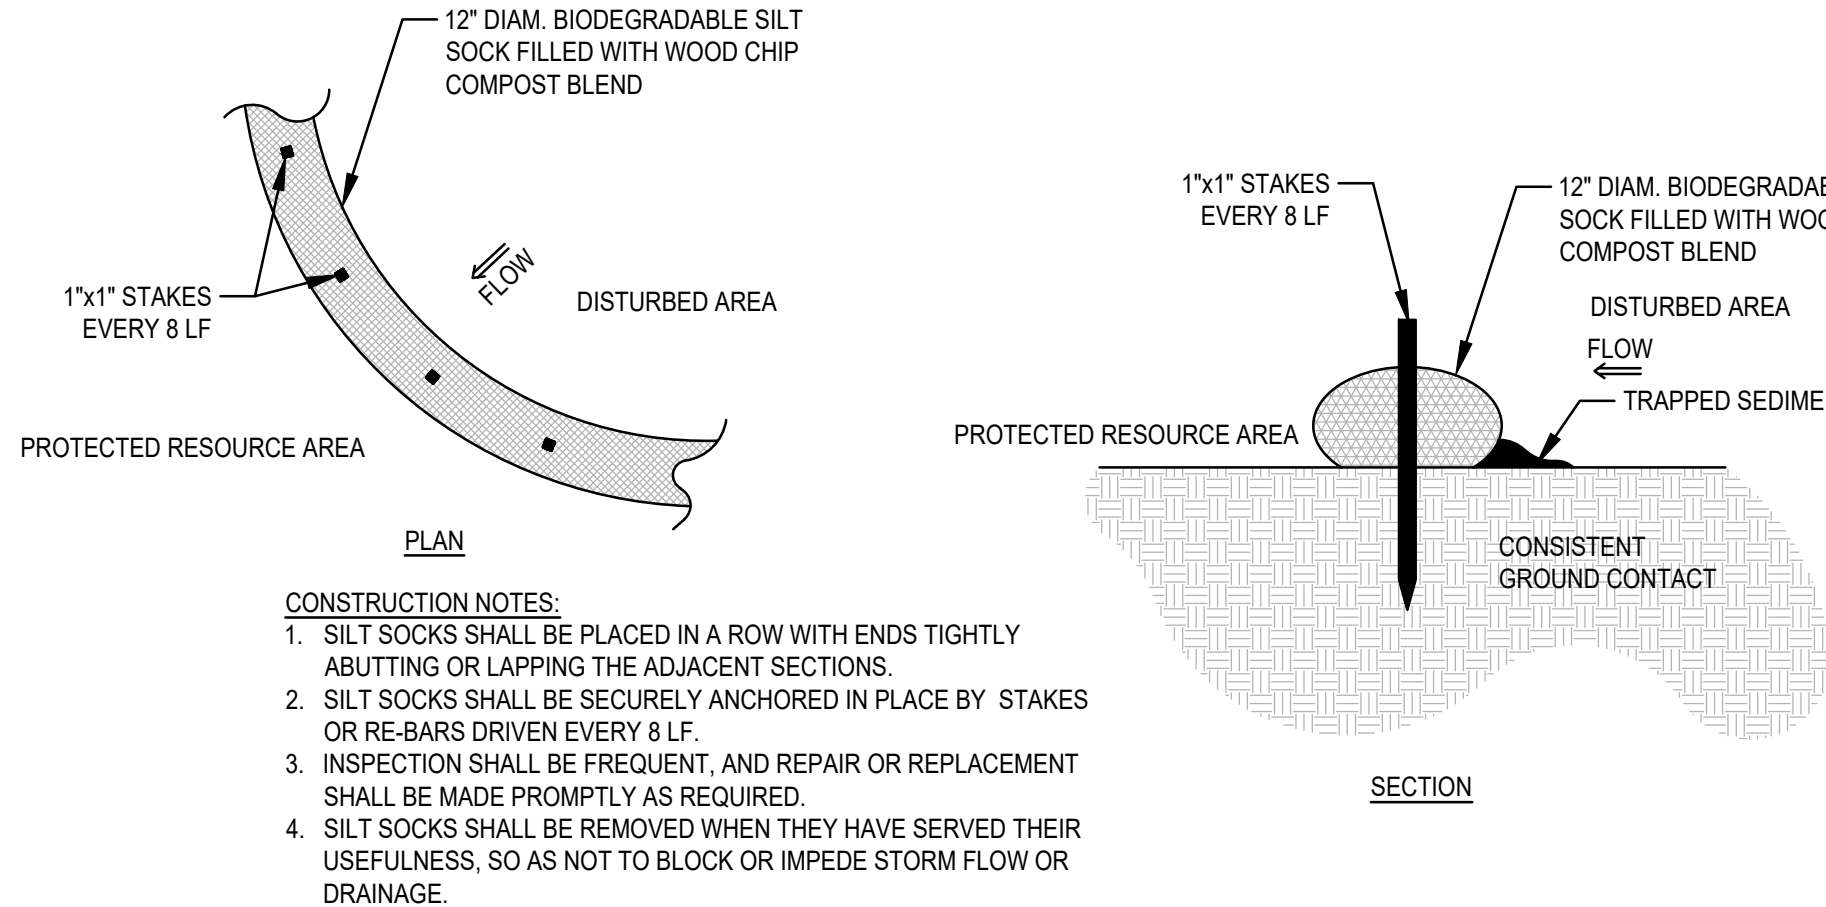 12" DIAM. BIODEGRADABLE SILT
SOCK FILLED WITH WOOD CHIP
COMPOST BLEND
1"x1" STAKES
EVERY 8 LF
FLOW
DISTURBED AREA
PROTECTED RESOURCE AREA
PLAN
CONSTRUCTION NOTES:
1. SILT SOCKS SHALL BE PLACED IN A ROW WITH ENDS TIGHTLY
ABUTTING OR LAPPING THE ADJACENT SECTIONS.
2. SILT SOCKS SHALL BE SECURELY ANCHORED IN PLACE BY STAKES
OR RE-BARS DRIVEN EVERY 8 LF.
3. INSPECTION SHALL BE FREQUENT, AND REPAIR OR REPLACEMENT
SHALL BE MADE PROMPTLY AS REQUIRED.
4. SILT SOCKS SHALL BE REMOVED WHEN THEY HAVE SERVED THEIR
USEFULNESS, SO AS NOT TO BLOCK OR IMPEDE STORM FLOW OR
DRAINAGE.
1"x1" STAKES
EVERY 8 LF
12" DIAM.
SOCK FILLED WITH
COMPOST BLEND
DISTURBED AREA
FLOW
TRAPPED
PROTECTED RESOURCE AREA
CONSISTENT
GROUND CONTACT
SECTION